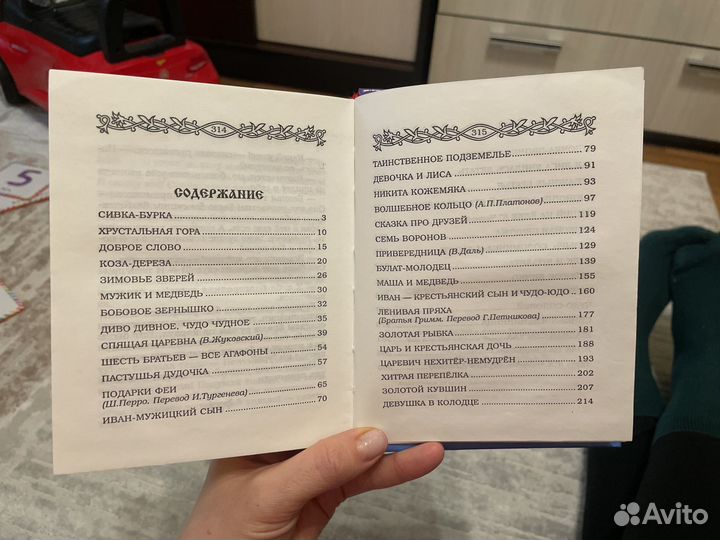 314
СОДЕРЖАНИЕ
СИВКА-БУРКА 3
ХРУСТАЛЬНАЯ ГОРА 10
ДОБРОЕ СЛОВО 15
КОЗА-ДЕРЕЗА 20
ЗИМОВЬЕ ЗВЕРЕЙ 26
МУЖИК И МЕДВЕДЬ 30
БОБОВОЕ ЗЕРНЫШКО 32
ДИВО ДИВНОЕ, ЧУДО ЧУДНОЕ 35
СПЯЩАЯ ЦАРЕВНА (В.Жуковский) 39
ШЕСТЬ БРАТЬЕВ — ВСЕ АГАФОНЫ 54
ПАСТУШЬЯ ДУДОЧКА 57
ПОДАРКИ ФЕИ
(Ш.Перро. Перевод И.Тургенева) 65
ИВАН-МУЖИЦКИЙ СЫН 70
315
ТАИНСТВЕННОЕ ПОДЗЕМЕЛЬЕ 79
ДЕВОЧКА И ЛИСА 91
НИКИТА КОЖЕМЯКА 93
ВОЛШЕБНОЕ КОЛЬЦО (А.П.Платонов) 97
СКАЗКА ПРО ДРУЗЕЙ 119
СЕМЬ ВОРОНОВ 124
ПРИВЕРЕДНИЦА (В.Даль) 129
БУЛАТ-МОЛОДЕЦ 139
МАША И МЕДВЕДЬ 155
ИВАН — КРЕСТЬЯНСКИЙ СЫН И ЧУДО-ЮДО 160
ЛЕНИВАЯ ПРЯХА
(Братья Гримм. Перевод Г.Петникова) 177
ЗОЛОТАЯ РЫБКА 181
ЦАРЬ И КРЕСТЬЯНСКАЯ ДОЧЬ 188
ЦАРЕВИЧ НЕХИТЁР-НЕМУДРЁН 193
ХИТРАЯ ПЕРЕПЁЛКА 202
ЗОЛОТОЙ КУВШИН 207
ДЕВУШКА В КОЛОДЦЕ 214
5
Avito